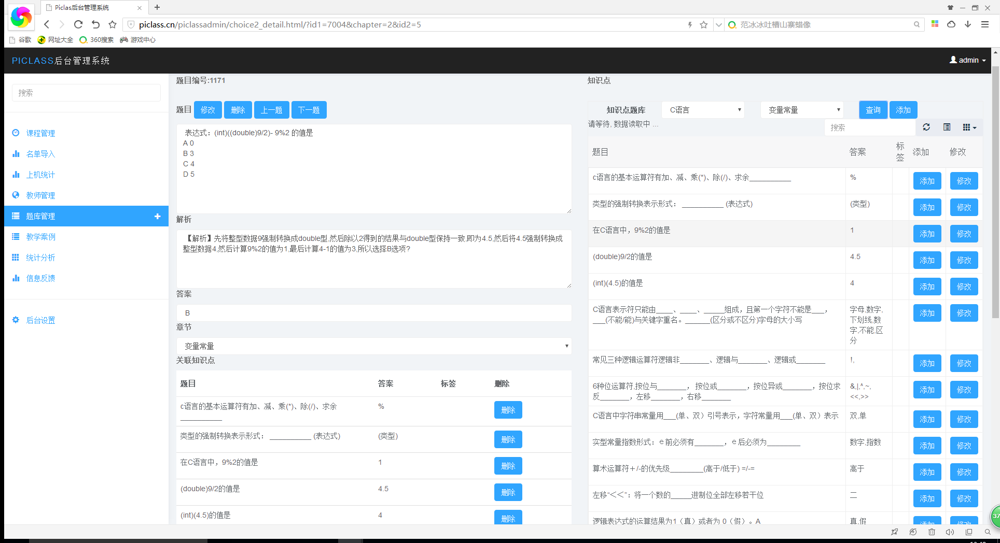 Piclas后台管理系统
piclass.cn/piclassadmin/choice2_detail.html/?id1=7004&chapter=2&id2=5
范冰冰吐槽山寨蜡像
谷歌 网址大全 360搜索 游戏中心
PICLASS后台管理系统
admin
搜索
课程管理
名单导入
上机统计
教师管理
题库管理
教学案例
统计分析
信息反馈
后台设置
题目编号:1171
题目 修改 删除 上一题 下一题
表达式：(int)((double)9/2)- 9%2 的值是
A 0
B 3
C 4
D 5
解析
【解析】先将整型数据9强制转换成double型,然后除以2得到的结果与double型保持一致,即为4.5,然后将4.5强制转换成
整型数据4,然后计算9%2的值为1,最后计算4-1的值为3,所以选择B选项?
答案
B
章节
变量常量
关联知识点
题目 答案 标签 删除
c语言的基本运算符有加、减、乘(*)、除(/)、求余 % 删除
__________
类型的强制转换表示形式： __________ (表达式) (类型) 删除
在C语言中，9%2的值是 1 删除
(double)9/2的值是 4.5 删除
(int)(4.5)的值是 4 删除
知识点
知识点题库 C语言 变量常量 查询 添加
请等待, 数据读取中 ...
搜索
题目 答案 标签 添加 修改
c语言的基本运算符有加、减、乘(*)、除(/)、求余__________ % 添加 修改
类型的强制转换表示形式： __________ (表达式) (类型) 添加 修改
在C语言中，9%2的值是 1 添加 修改
(double)9/2的值是 4.5 添加 修改
(int)(4.5)的值是 4 添加 修改
C语言表示符只能由____、____、_____组成，且第一个字符不能是___， 字母,数字, 添加 修改
___(不能/能)与关键字重名。______(区分或不区分)字母的大小写 下划线,数
字,不能,区
分
常见三种逻辑运算符逻辑非_______、逻辑与_______、逻辑或_______ !, 添加 修改
6种位运算符,按位与_______， 按位或_______，按位异或_______，按位求 &,|,^,~, 添加 修改
反_______，左移_______，右移_______ <<,>>
C语言中字符串常量用___(单、双）引号表示，字符常量用___(单、双）表示 双,单 添加 修改
实型常量指数形式：ｅ前必须有_______，ｅ后必须为________ 数字,指数 添加 修改
算术运算符＋/-的优先级________(高于/低于) =/-= 高于 添加 修改
左移“＜＜”：将一个数的_____进制位全部左移若干位 二 添加 修改
逻辑表达式的运算结果为1（真）或者为 0（假）。A 真,假 添加 修改
37